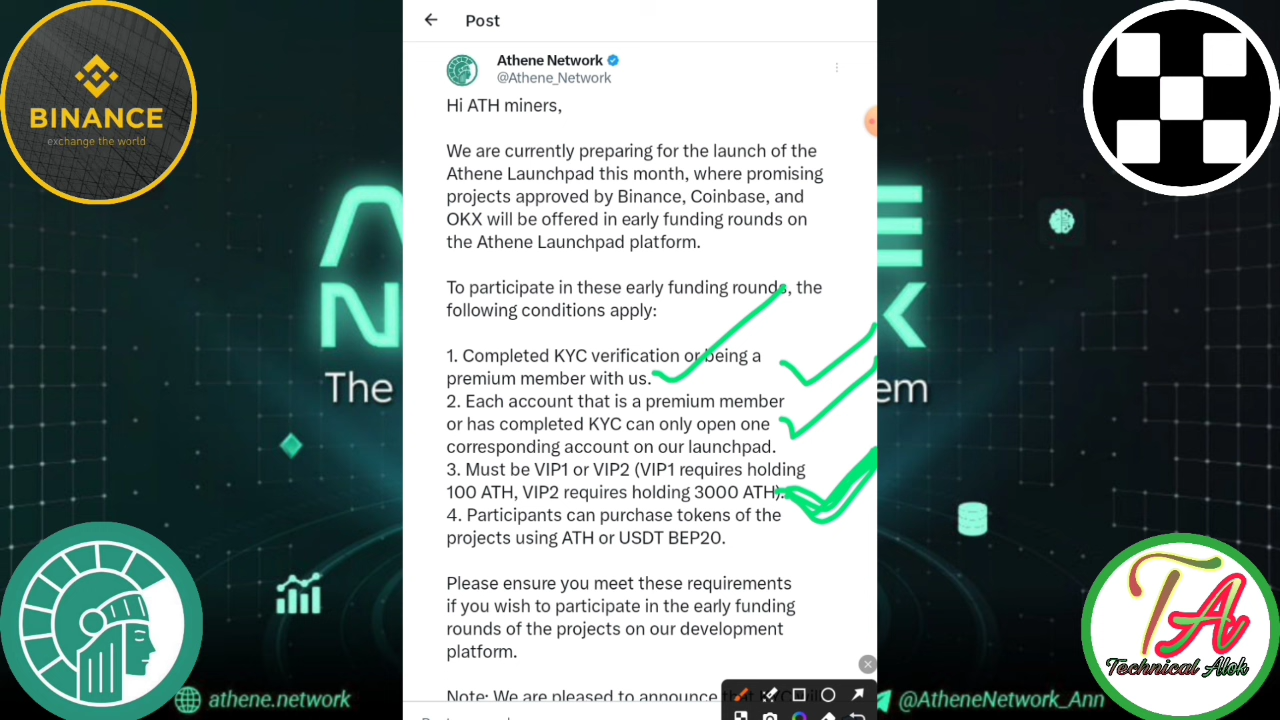 BINANCE
exchange the world
Post
Athene Network
@Athene_Network
Hi ATH miners,
We are currently preparing for the launch of the
Athene Launchpad this month, where promising
projects approved by Binance, Coinbase, and
OKX will be offered in early funding rounds on
the Athene Launchpad platform.
To participate in these early funding rounds, the
following conditions apply:
1. Completed KYC verification or being a
premium member with us.
2. Each account that is a premium member
or has completed KYC can only open one
corresponding account on our launchpad.
3. Must be VIP1 or VIP2 (VIP1 requires holding
100 ATH, VIP2 requires holding 3000 ATH).
4. Participants can purchase tokens of the
projects using ATH or USDT BEP20.
Please ensure you meet these requirements
if you wish to participate in the early funding
rounds of the projects on our development
platform.
Note: We are pleased to announce
The
em
athene.network
@AtheneNetwork_Ann
TA
Technical Alok